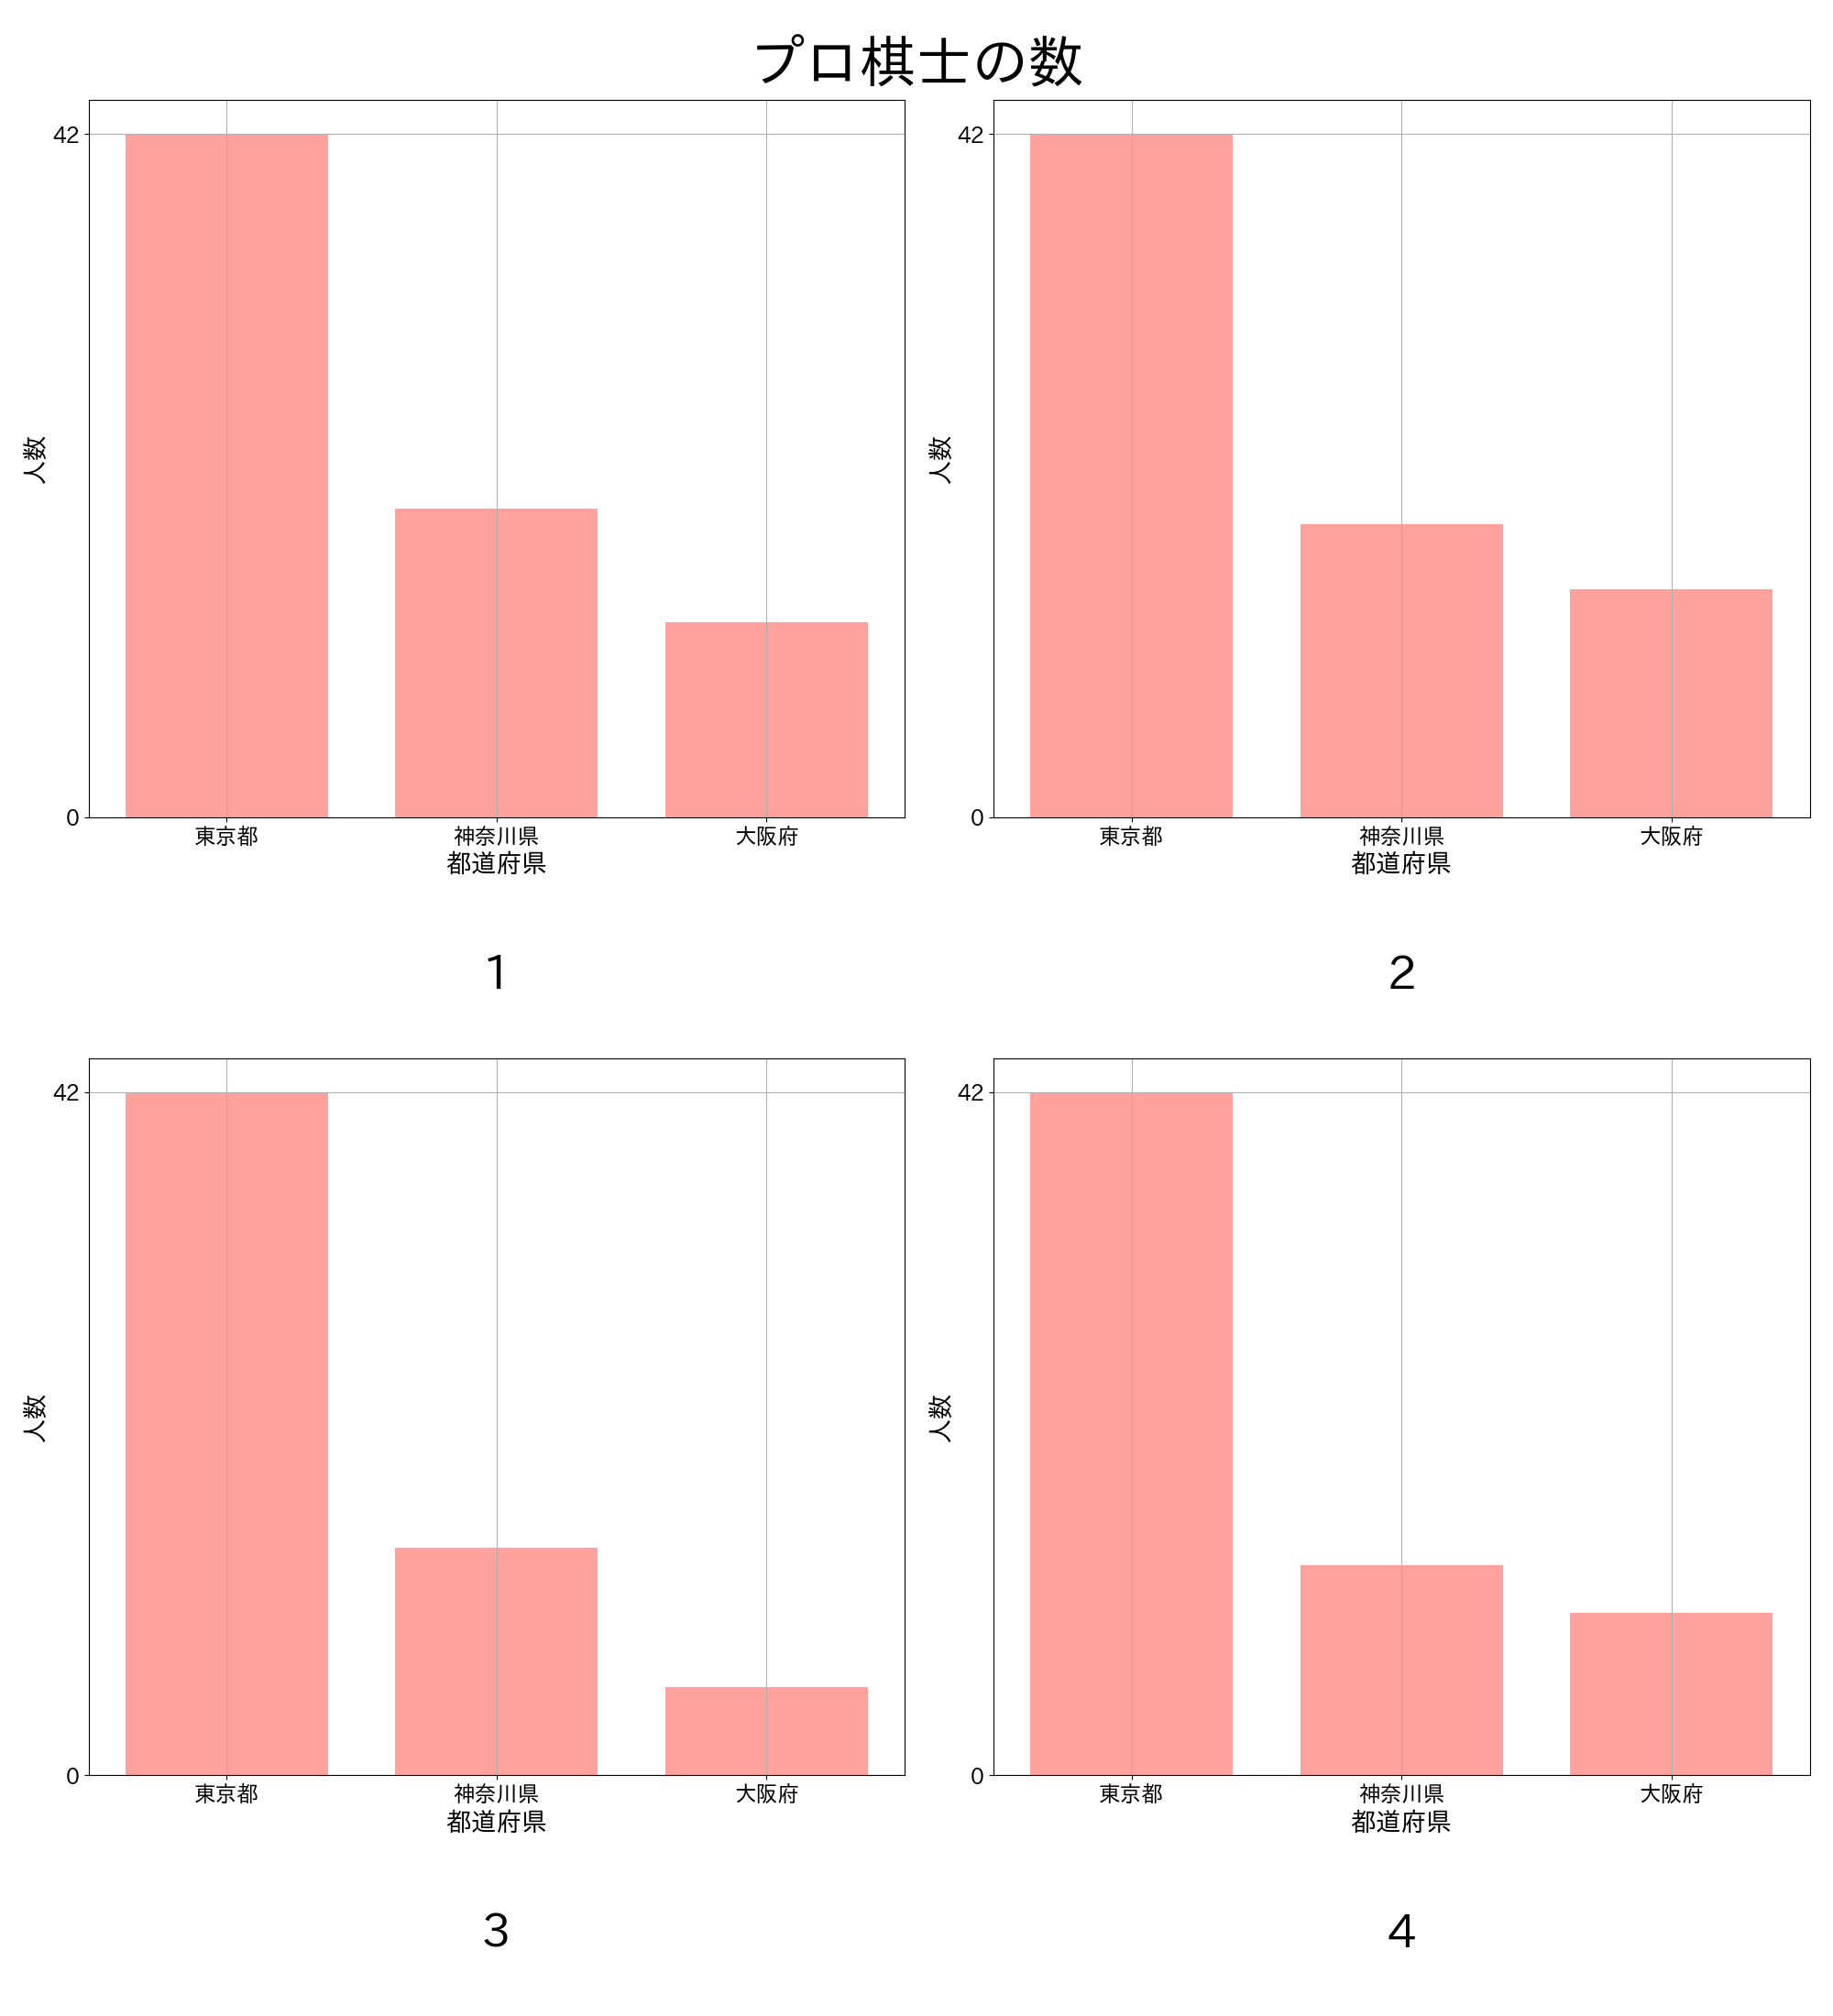 プロ棋士の数
42
人数
0
東京都 神奈川県 大阪府
都道府県
1
42
人数
0
東京都 神奈川県 大阪府
都道府県
2
42
人数
0
東京都 神奈川県 大阪府
都道府県
3
42
人数
0
東京都 神奈川県 大阪府
都道府県
4